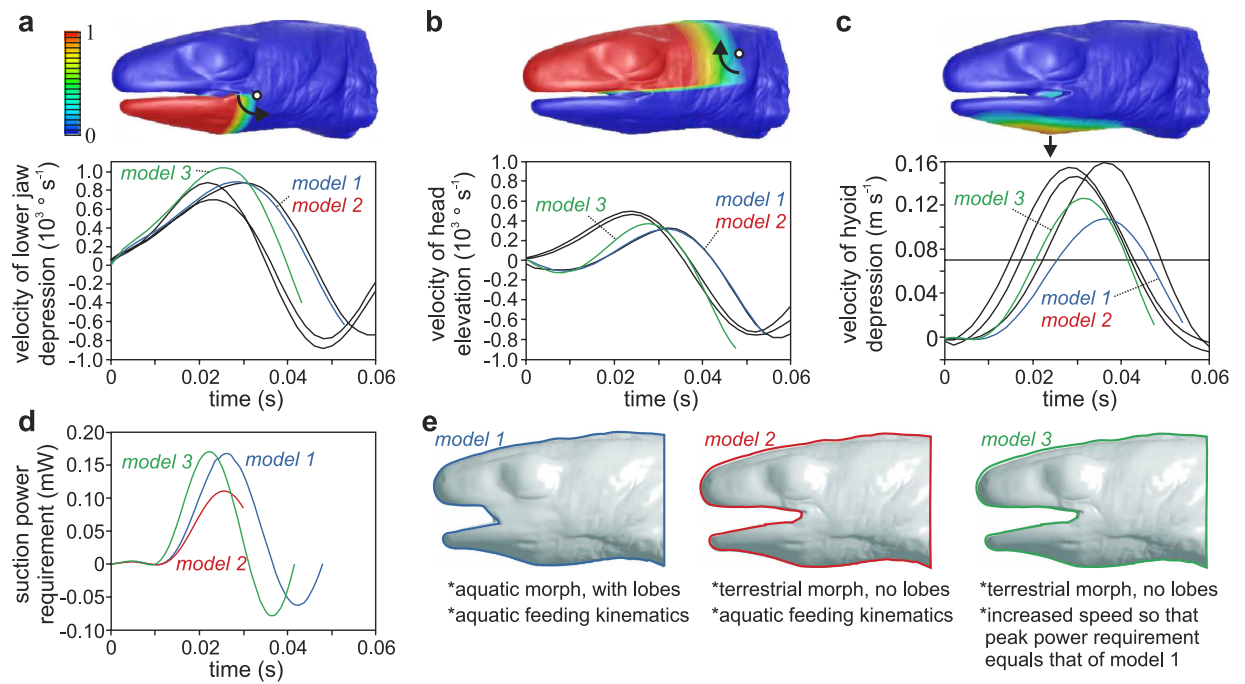 a
1
0
velocity of lower jaw
depression (10³ ° s⁻¹)
1.0
0.8
0.6
0.4
0.2
0
-0.2
-0.4
-0.6
-0.8
-1.0
model 3
model 1
model 2
0
0.02
0.04
0.06
time (s)
b
velocity of head
elevation (10³ ° s⁻¹)
1.0
0.8
0.6
0.4
0.2
0
-0.2
-0.4
-0.6
-0.8
-1.0
model 3
model 1
model 2
0
0.02
0.04
0.06
time (s)
c
velocity of hyoid
depression (m s⁻¹)
0.16
0.12
0.08
0.04
0
model 3
model 1
model 2
0
0.02
0.04
0.06
time (s)
d
suction power
requirement (mW)
0.20
0.15
0.10
0.05
0
-0.05
-0.10
model 3
model 1
model 2
0
0.02
0.04
0.06
time (s)
e
model 1
*aquatic morph, with lobes
*aquatic feeding kinematics
model 2
*terrestrial morph, no lobes
*aquatic feeding kinematics
model 3
*terrestrial morph, no lobes
*increased speed so that
peak power requirement
equals that of model 1